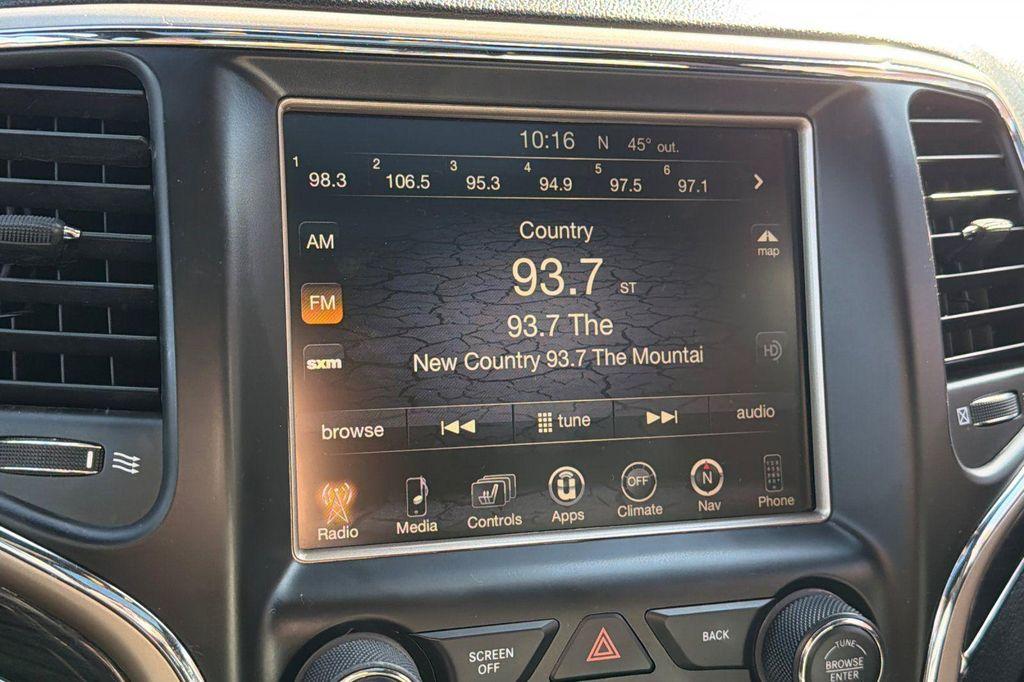 10:16 N 45° out.
1 98.3 2 106.5 3 95.3 4 94.9 5 97.5 6 97.1
AM
Country
map
FM
93.7 ST
93.7 The
sxm
New Country 93.7 The Mountai
HD
browse tune audio
OFF N
Radio Media Controls Apps Climate Nav Phone
SCREEN
OFF
BACK
TUNE
BROWSE
ENTER